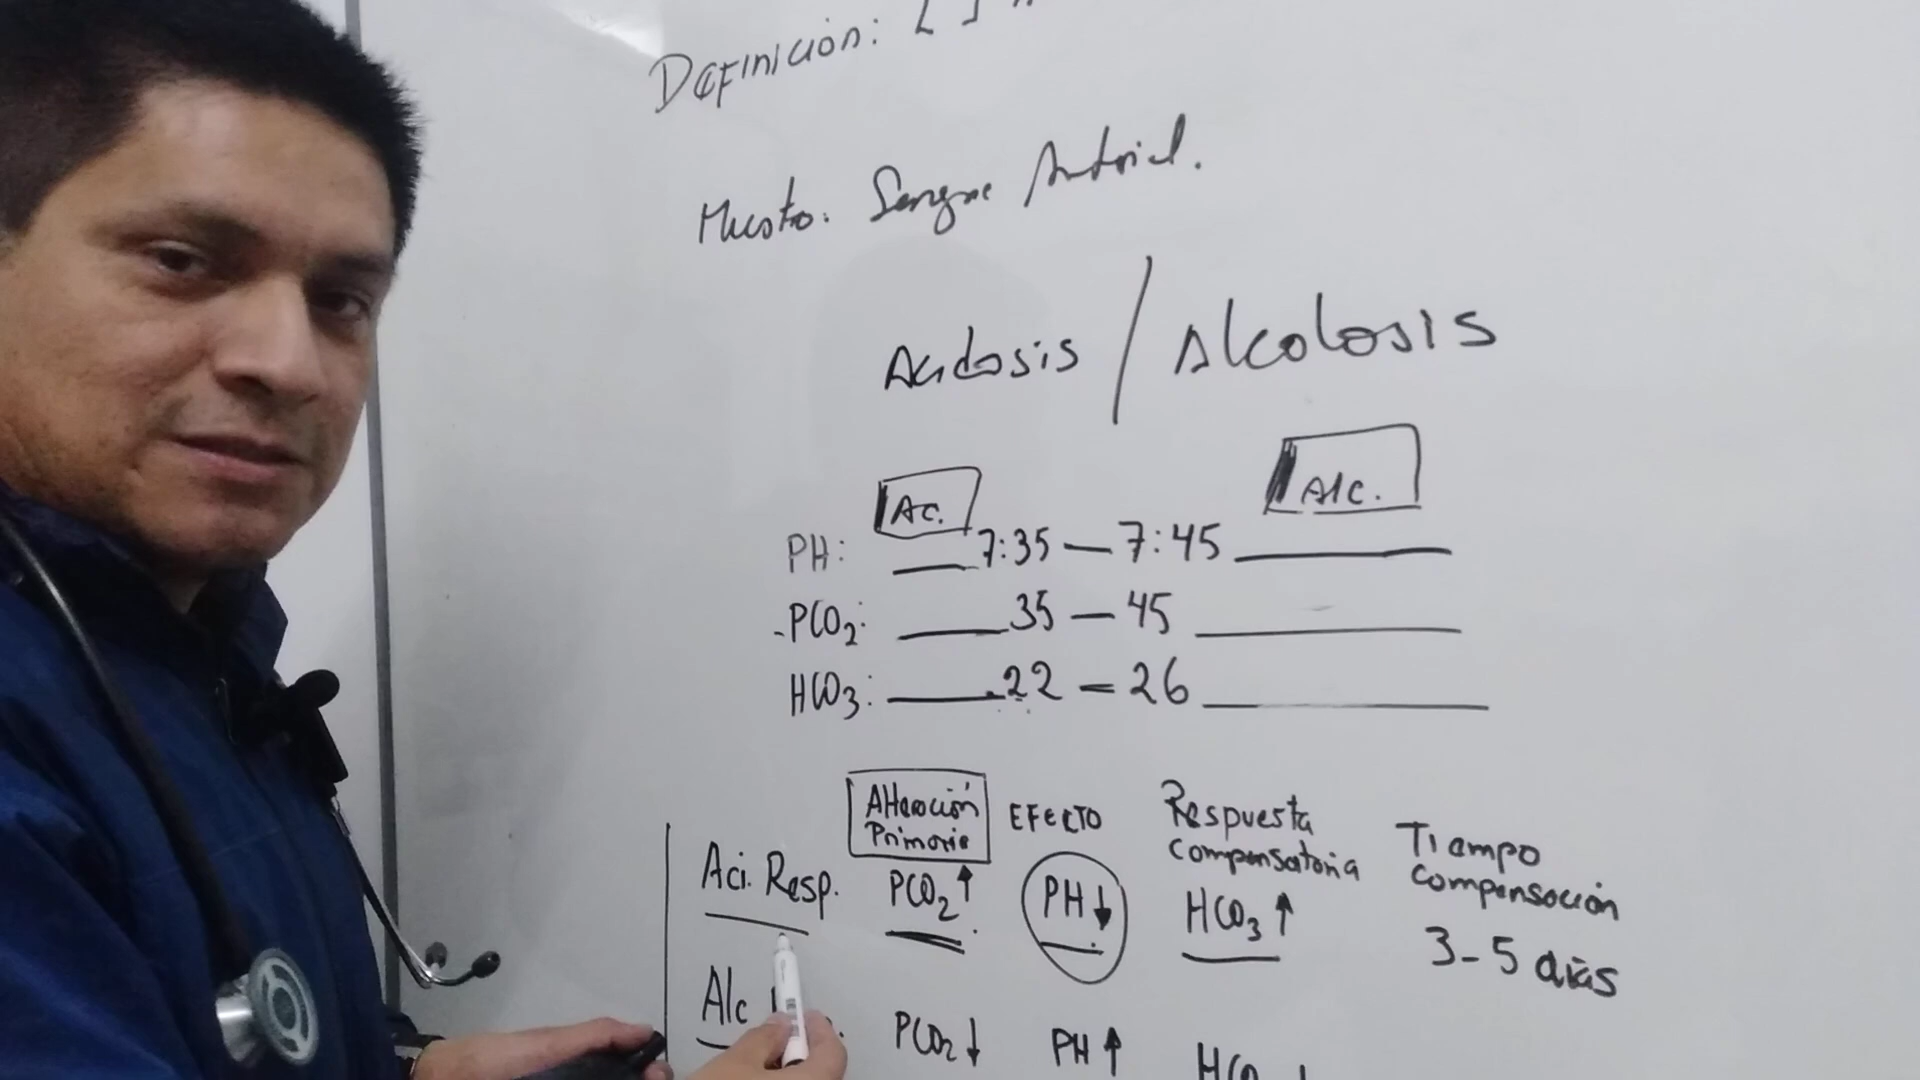 Definición: [ ]
Muestra: Sangre Arterial.
Acidosis / Alcalosis
Ac. Alc.
PH: 7:35 — 7:45
PCO2: 35 — 45
HCO3: 22 — 26
Alteración Primaria EFECTO Respuesta compensatoria Tiempo compensación
Aci. Resp. PCO2 ↑ PH ↓ HCO3 ↑ 3-5 días
Alc PCO2 ↓ PH ↑